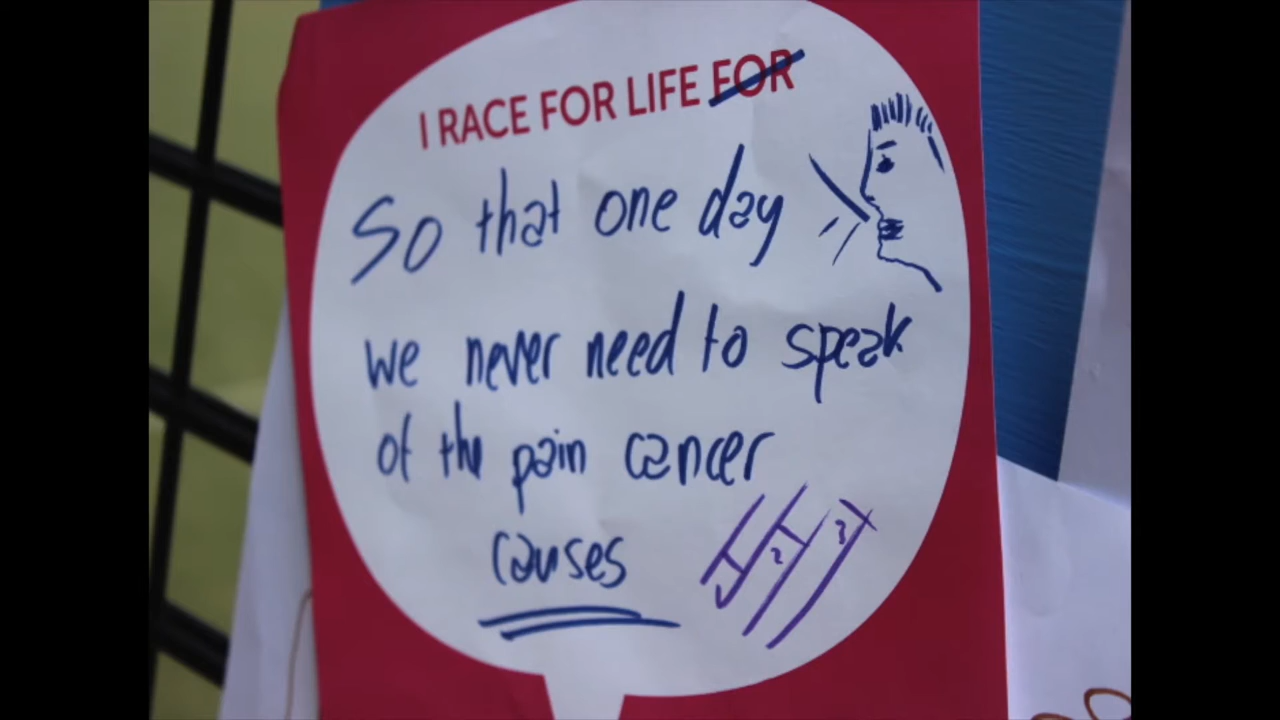 I RACE FOR LIFE FOR
So that one day
we never need to speak
of the pain cancer
causes
2 3